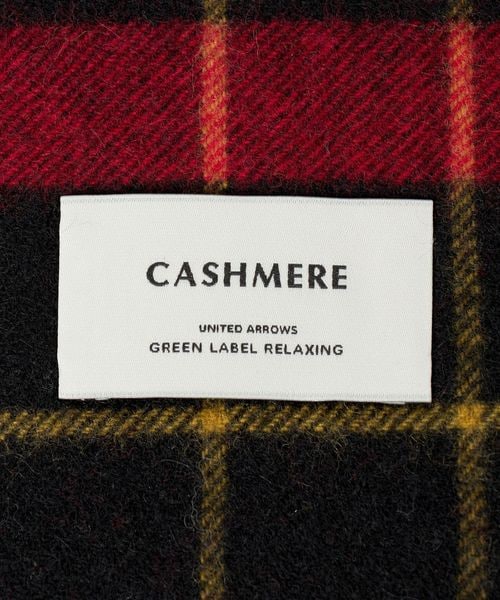 CASHMERE
UNITED ARROWS
GREEN LABEL RELAXING